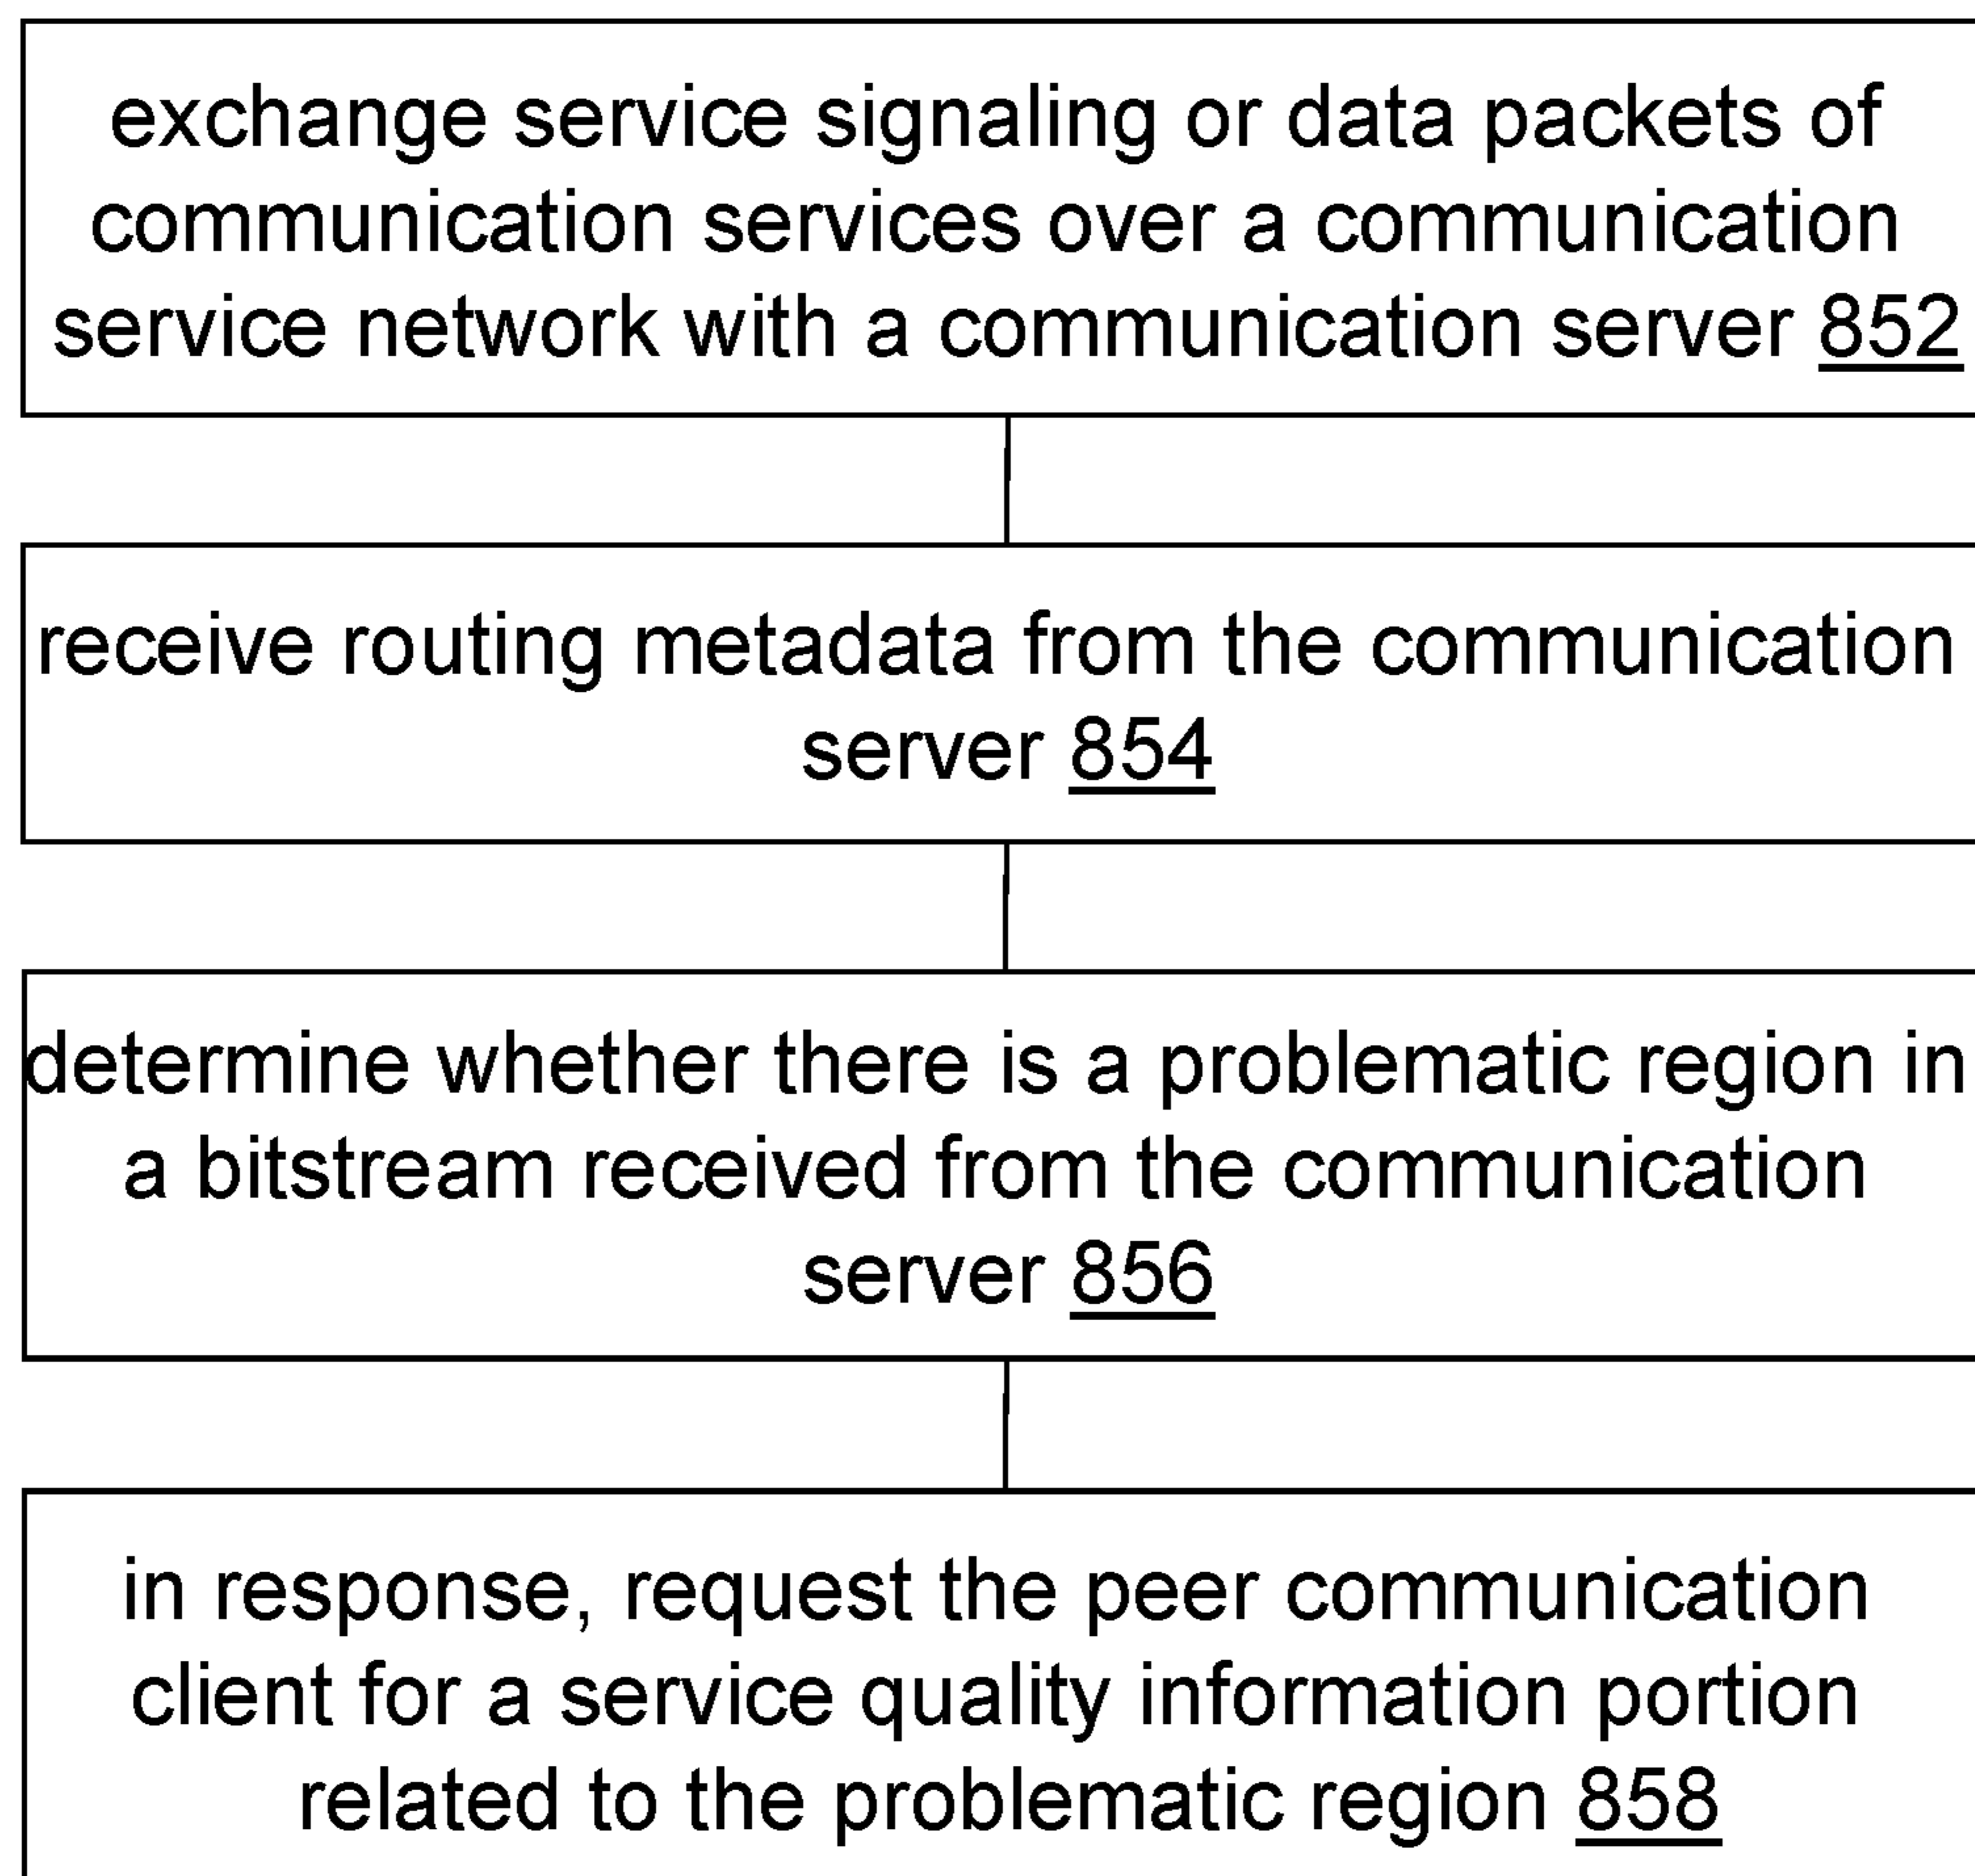 exchange service signaling or data packets of
communication services over a communication
service network with a communication server 852
receive routing metadata from the communication
server 854
determine whether there is a problematic region in
a bitstream received from the communication
server 856
in response, request the peer communication
client for a service quality information portion
related to the problematic region 858